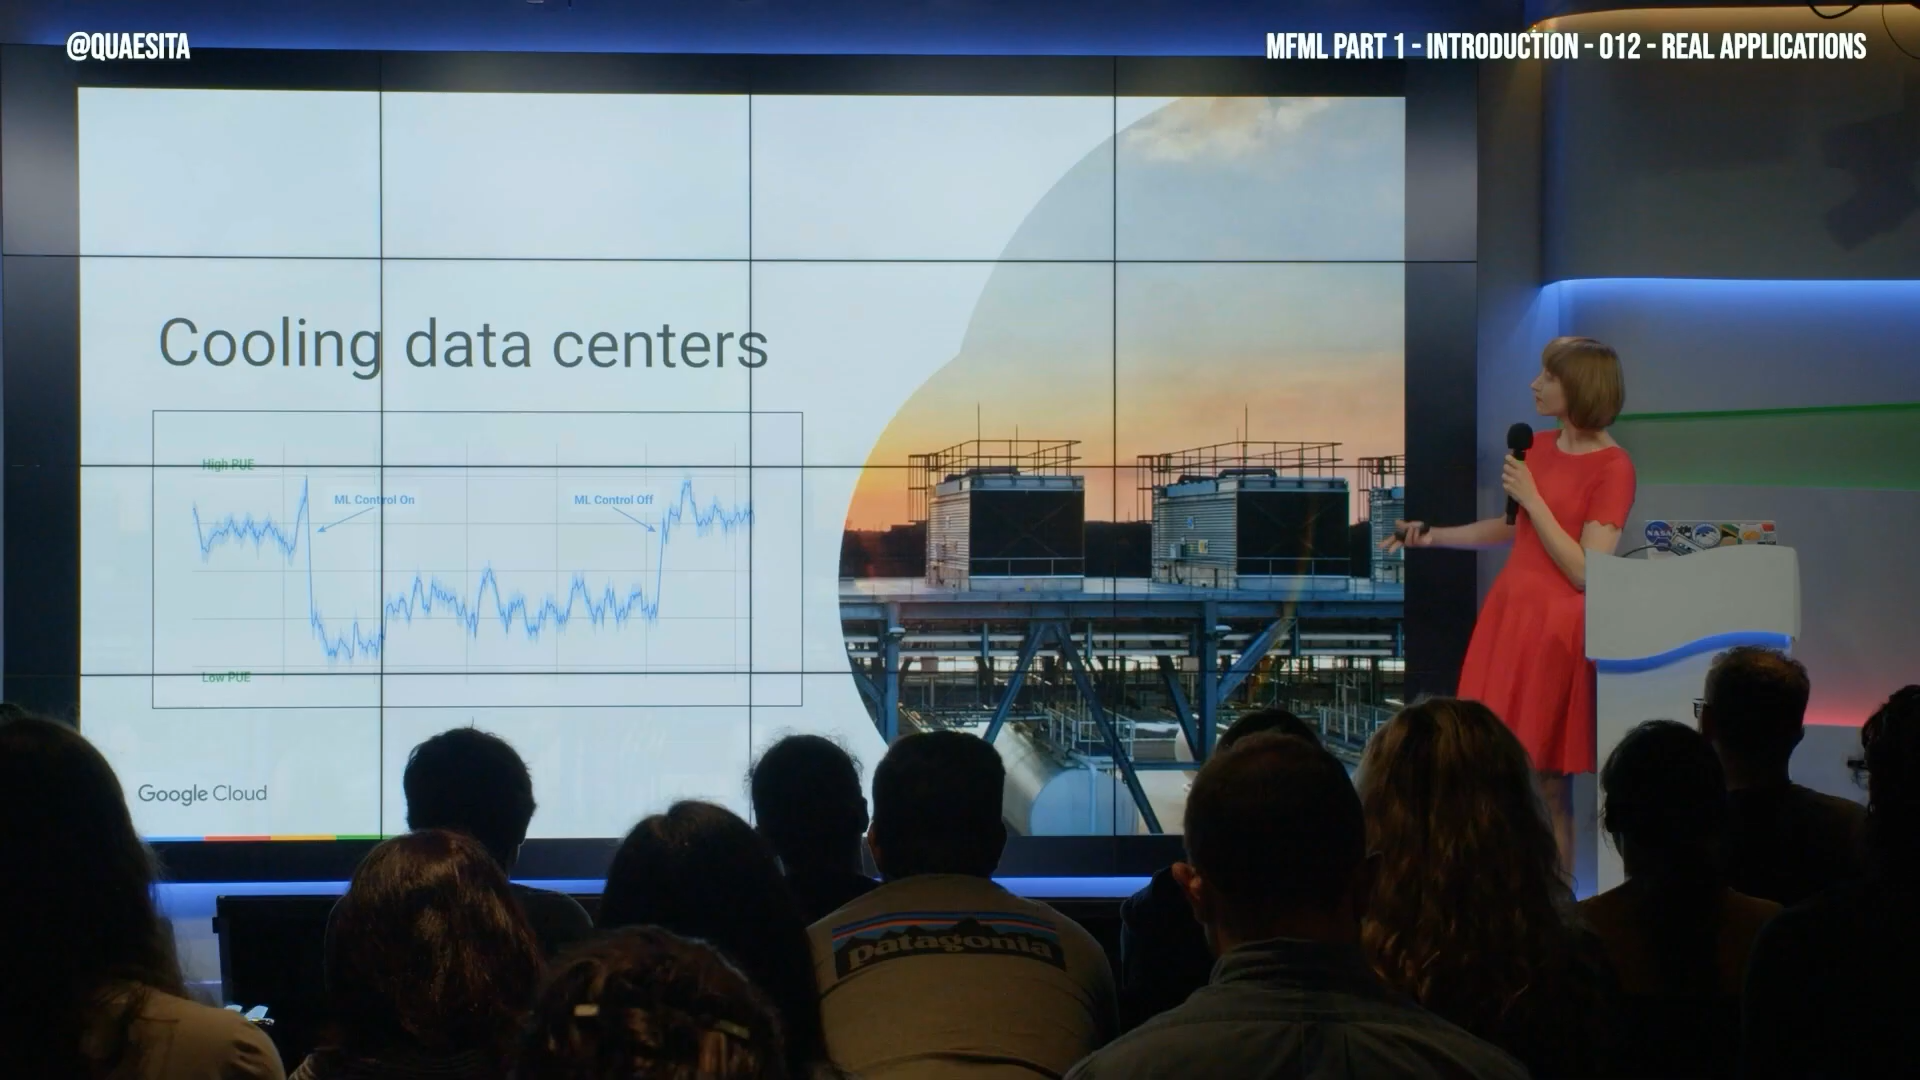 @QUAESITA
MFML PART 1 - INTRODUCTION - 012 - REAL APPLICATIONS
Cooling data centers
High PUE
ML Control On
ML Control Off
Low PUE
Google Cloud
NASA
patagonia